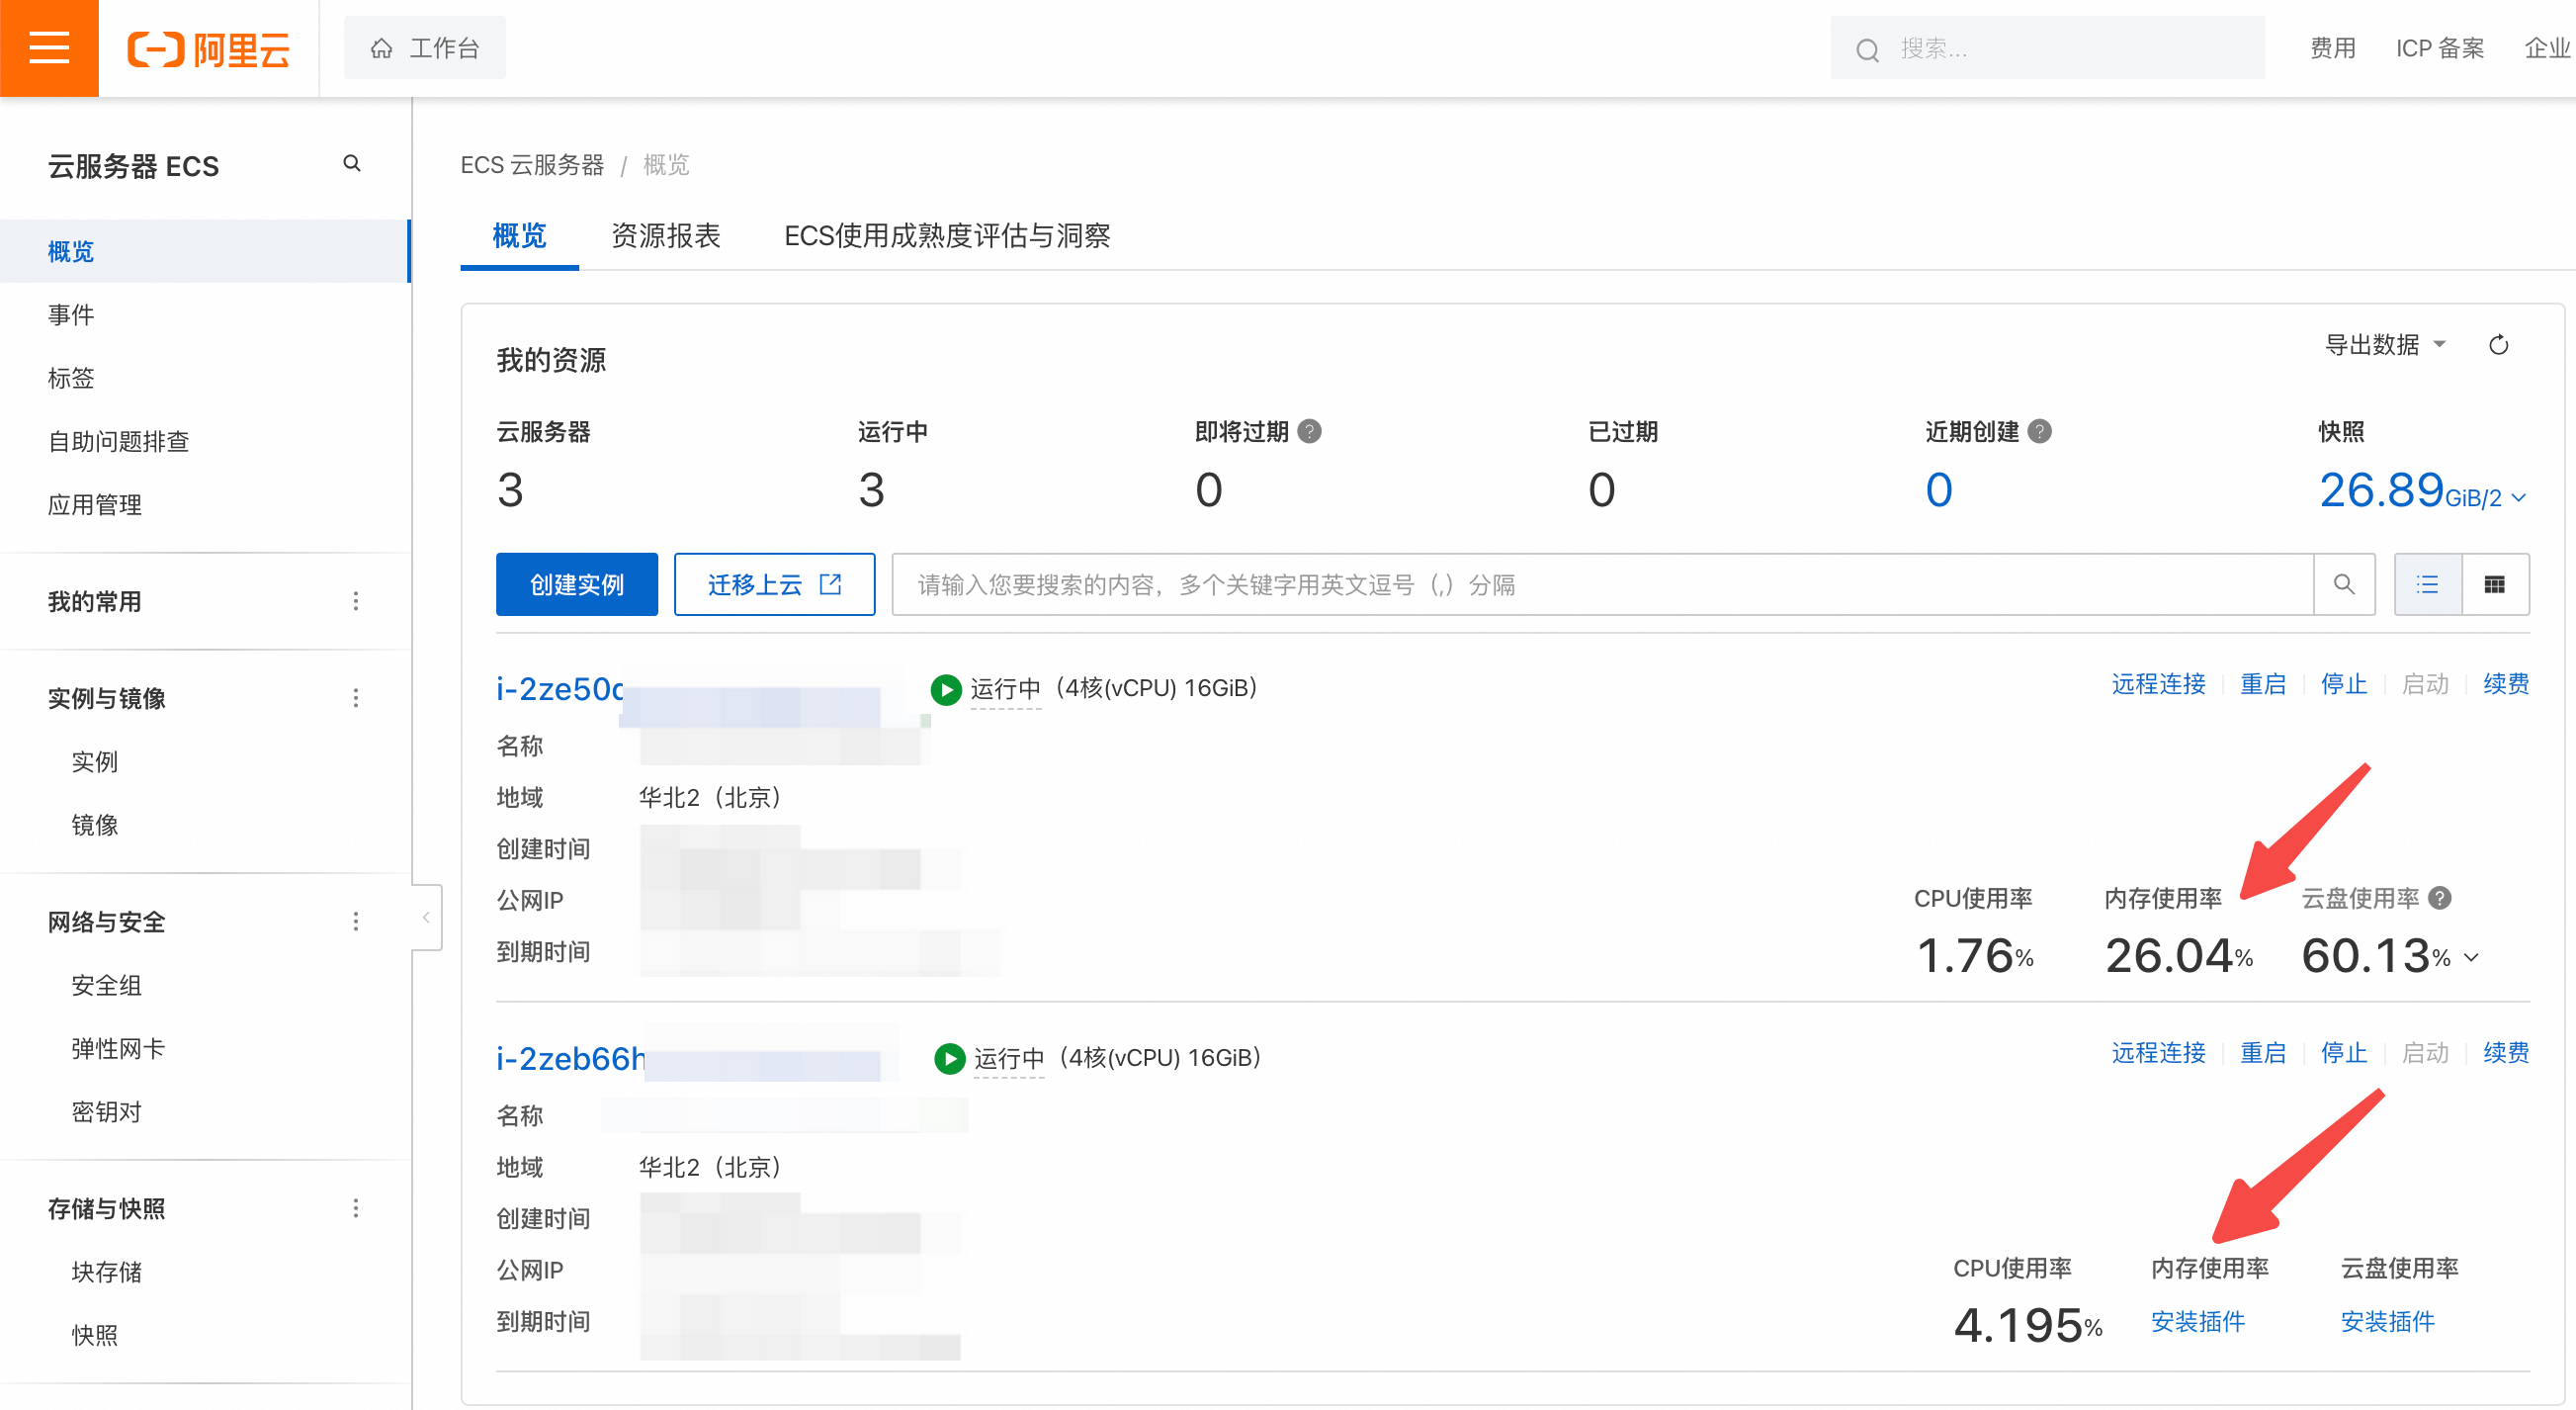 阿里云
工作台
搜索...
费用
ICP 备案
企业
云服务器 ECS
概览
事件
标签
自助问题排查
应用管理
我的常用
实例与镜像
实例
镜像
网络与安全
安全组
弹性网卡
密钥对
存储与快照
块存储
快照
ECS 云服务器 / 概览
概览
资源报表
ECS使用成熟度评估与洞察
我的资源
导出数据
云服务器
3
运行中
3
即将过期 ?
0
已过期
0
近期创建 ?
0
快照
26.89GiB/2
创建实例
迁移上云
请输入您要搜索的内容，多个关键字用英文逗号（,）分隔
i-2ze50
运行中（4核(vCPU) 16GiB）
远程连接
重启
停止
启动
续费
名称
地域
华北2（北京）
创建时间
公网IP
到期时间
CPU使用率
1.76%
内存使用率
26.04%
云盘使用率 ?
60.13%
i-2zeb66h
运行中（4核(vCPU) 16GiB）
远程连接
重启
停止
启动
续费
名称
地域
华北2（北京）
创建时间
公网IP
到期时间
CPU使用率
4.195%
内存使用率
安装插件
云盘使用率
安装插件